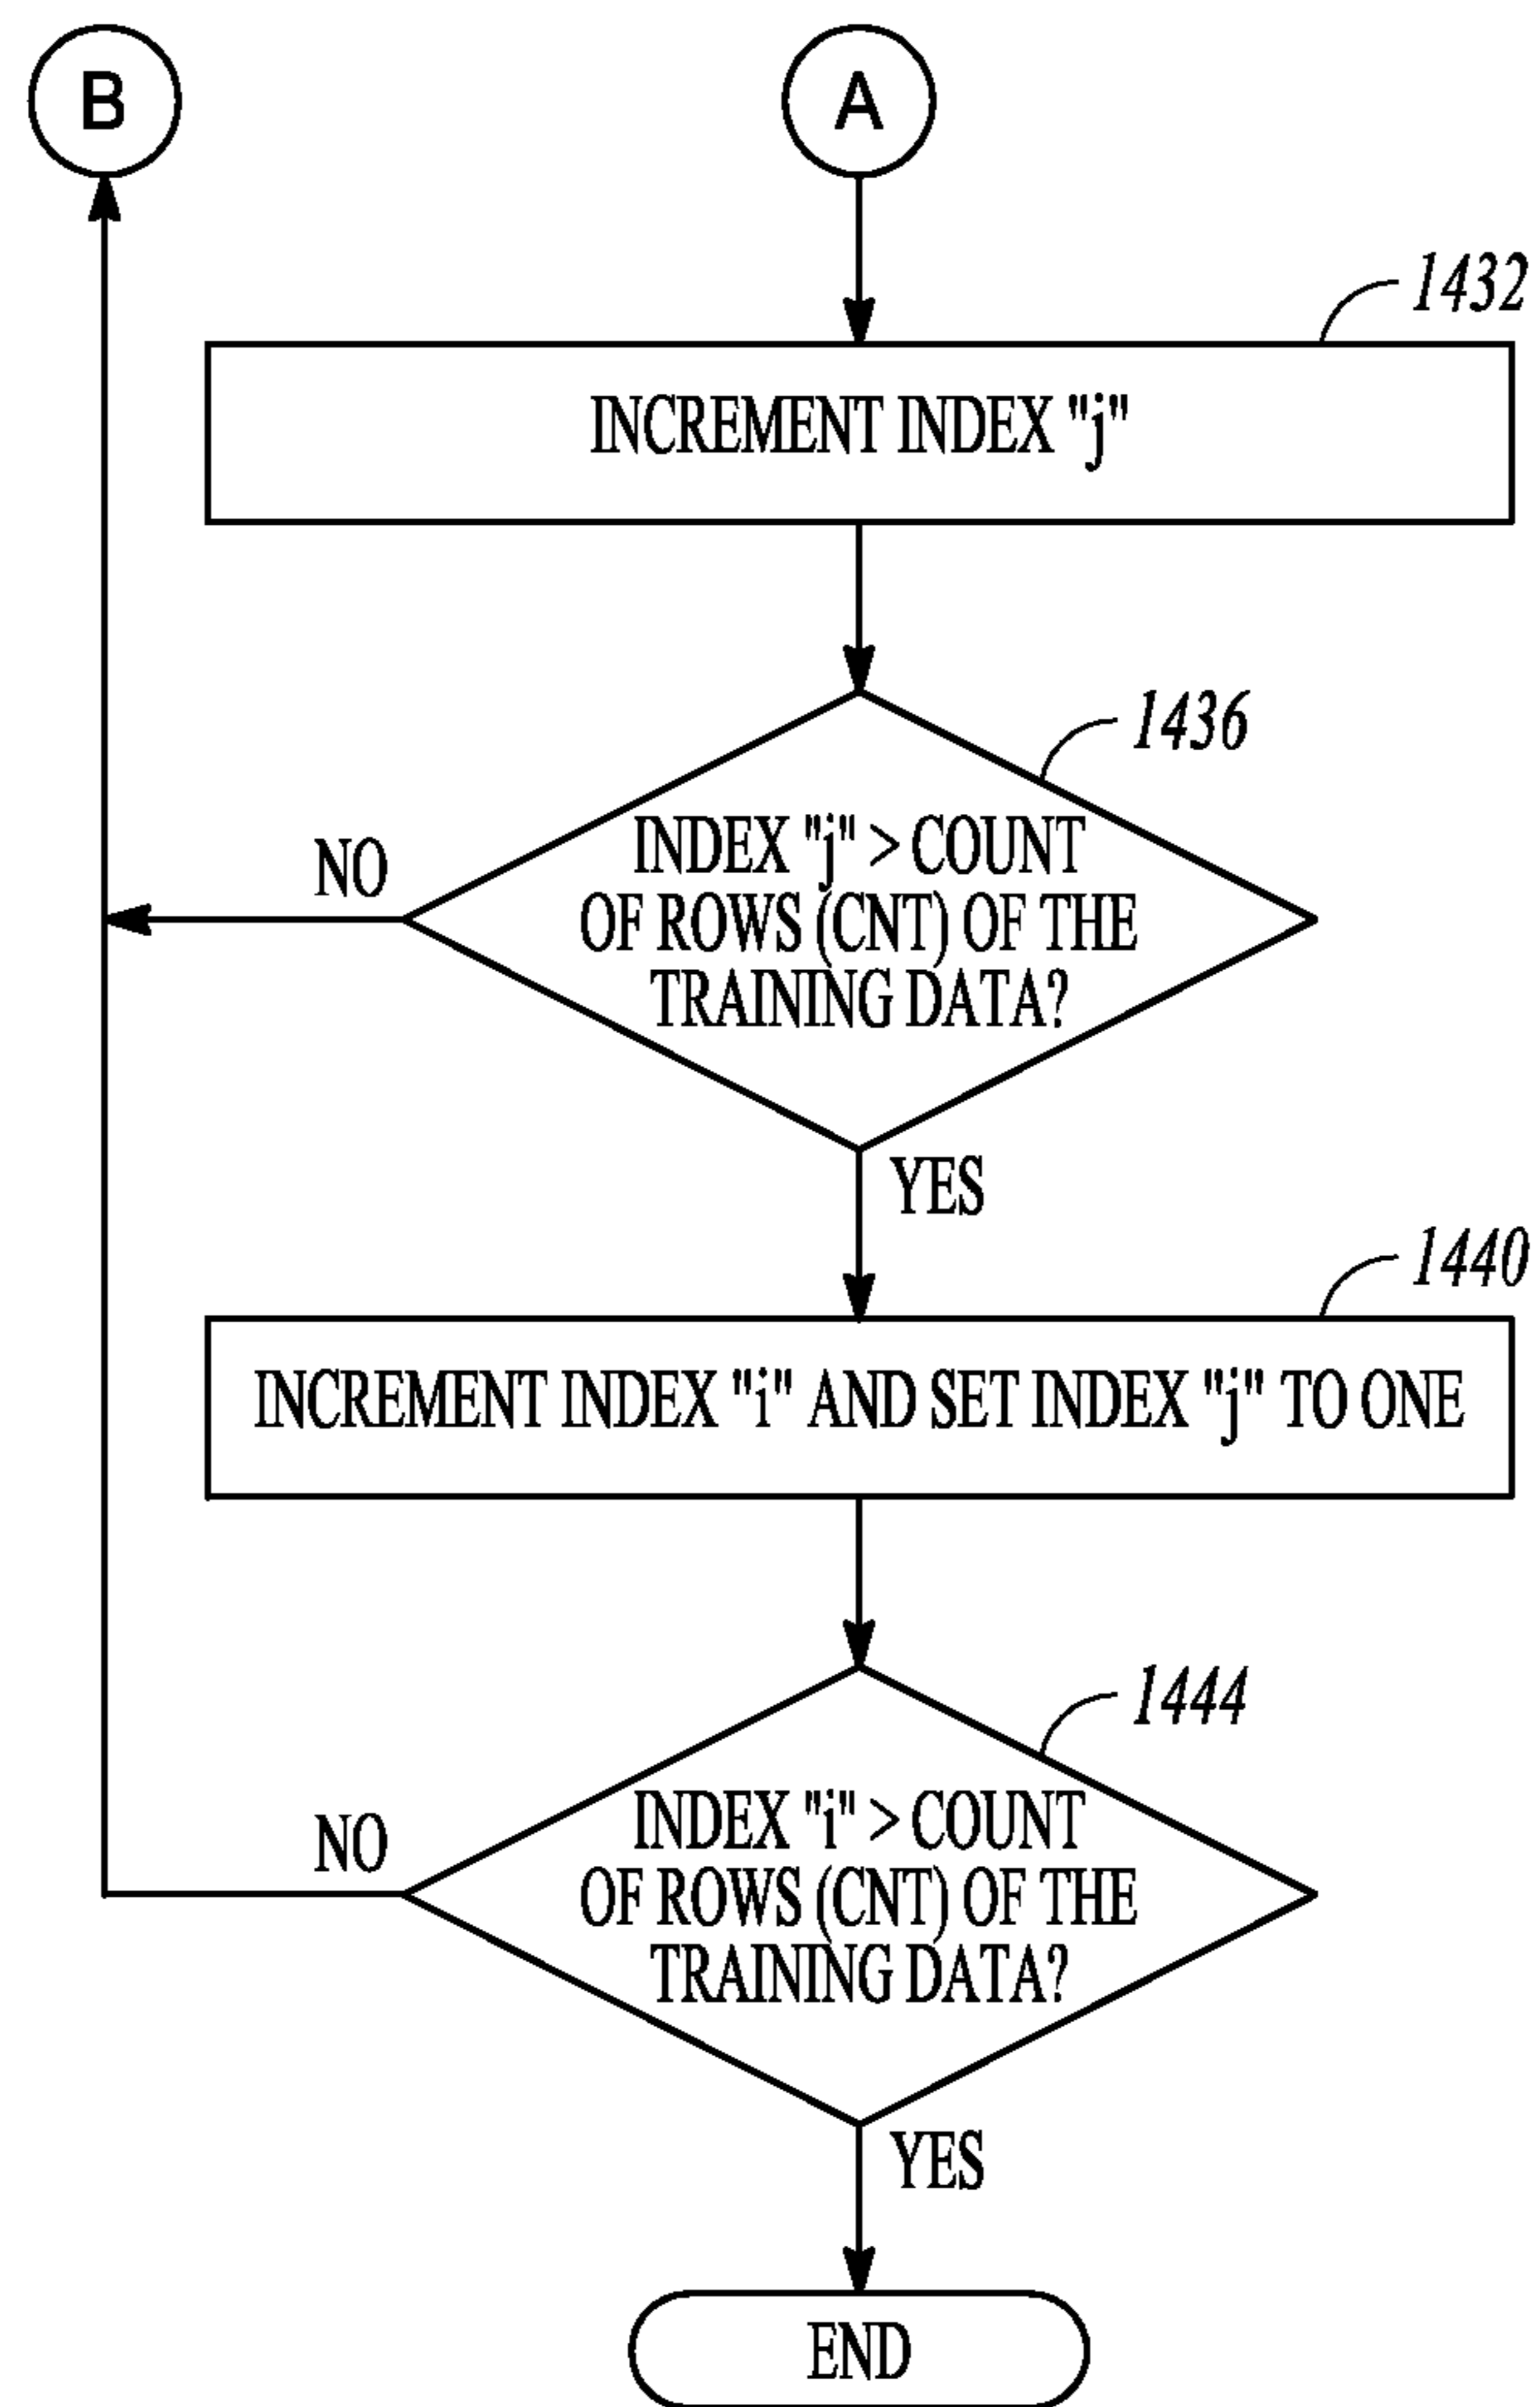 B
A
1432
INCREMENT INDEX "j"
1436
INDEX "j" > COUNT
OF ROWS (CNT) OF THE
TRAINING DATA?
NO
YES
1440
INCREMENT INDEX "i" AND SET INDEX "j" TO ONE
1444
INDEX "i" > COUNT
OF ROWS (CNT) OF THE
TRAINING DATA?
NO
YES
END